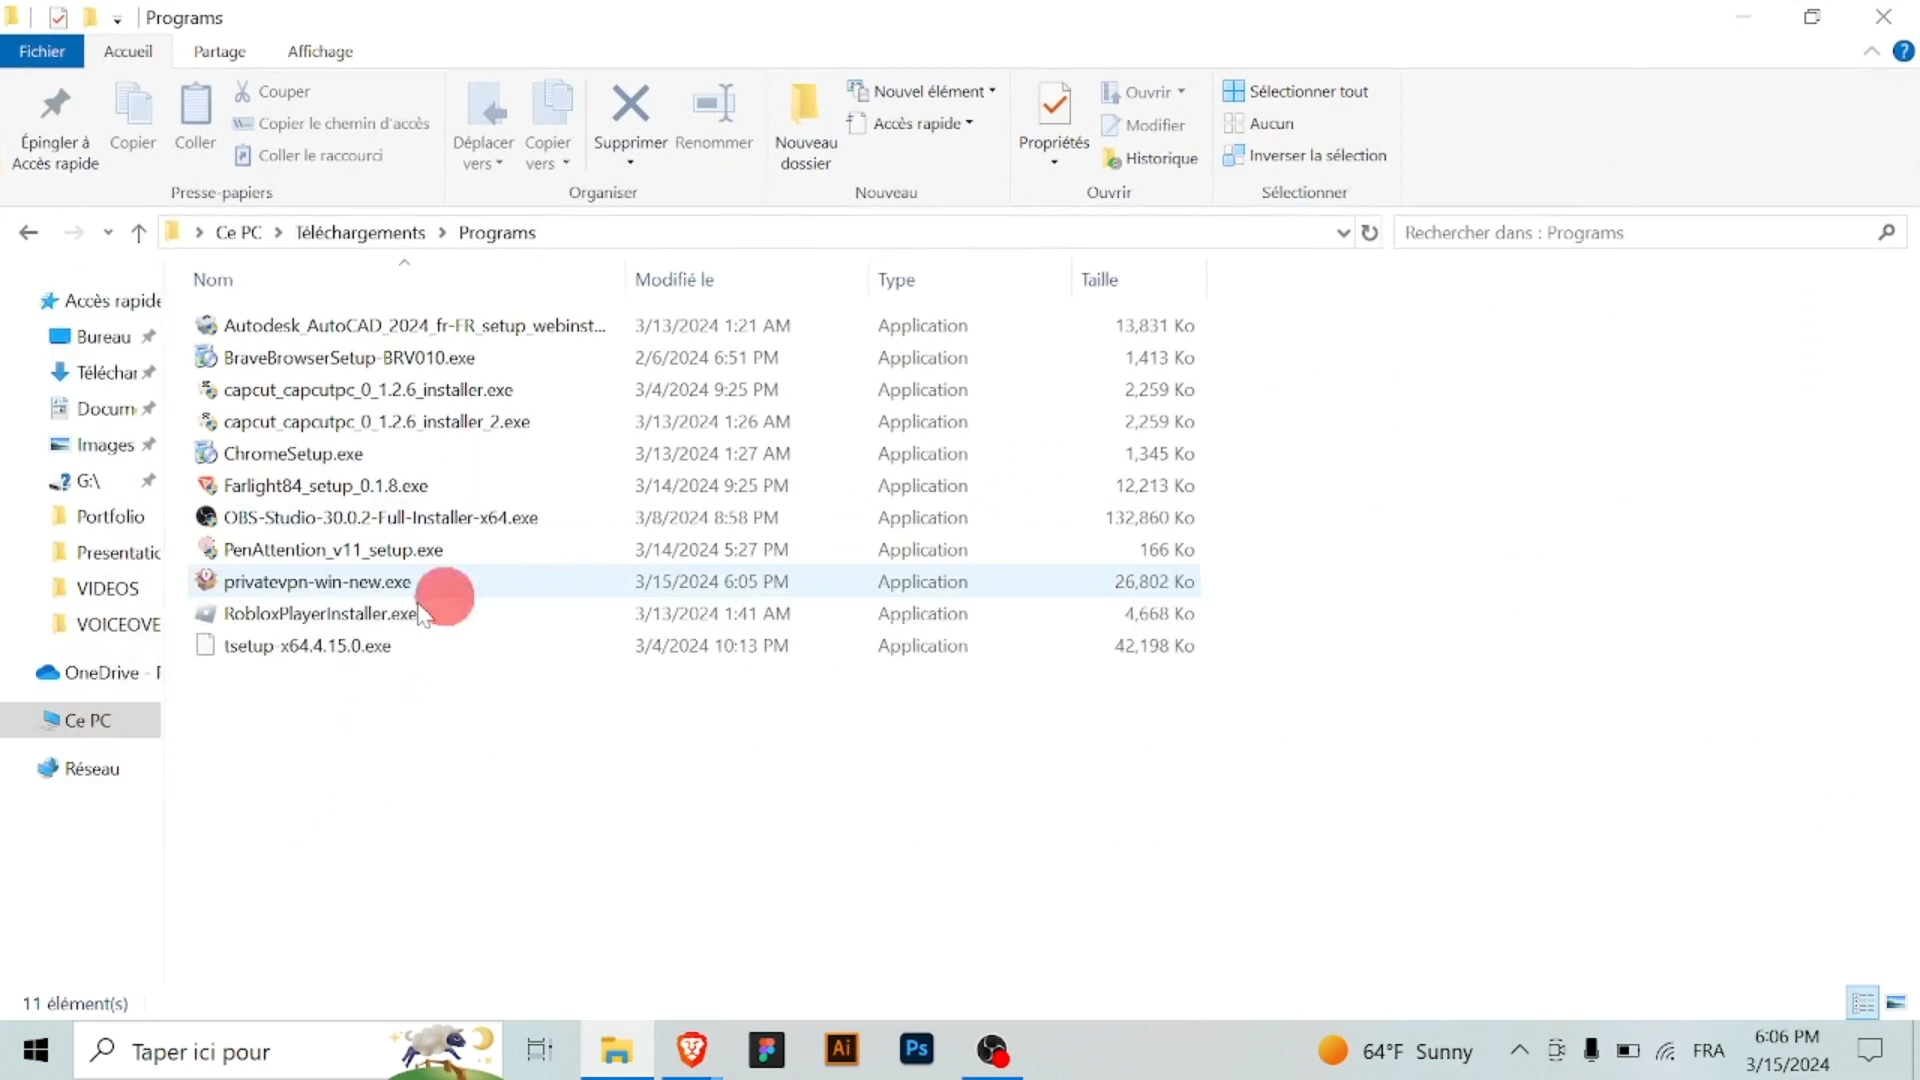 Programs
Fichier Accueil Partage Affichage
Épingler à Accès rapide
Copier
Coller
Couper
Copier le chemin d'accès
Coller le raccourci
Presse-papiers
Déplacer vers
Copier vers
Supprimer
Renommer
Organiser
Nouveau dossier
Nouvel élément
Accès rapide
Nouveau
Propriétés
Ouvrir
Modifier
Historique
Ouvrir
Sélectionner tout
Aucun
Inverser la sélection
Sélectionner
Ce PC > Téléchargements > Programs
Rechercher dans : Programs
Nom Modifié le Type Taille
Autodesk_AutoCAD_2024_fr-FR_setup_webinst... 3/13/2024 1:21 AM Application 13,831 Ko
BraveBrowserSetup-BRV010.exe 2/6/2024 6:51 PM Application 1,413 Ko
capcut_capcutpc_0_1.2.6_installer.exe 3/4/2024 9:25 PM Application 2,259 Ko
capcut_capcutpc_0_1.2.6_installer_2.exe 3/13/2024 1:26 AM Application 2,259 Ko
ChromeSetup.exe 3/13/2024 1:27 AM Application 1,345 Ko
Farlight84_setup_0.1.8.exe 3/14/2024 9:25 PM Application 12,213 Ko
OBS-Studio-30.0.2-Full-Installer-x64.exe 3/8/2024 8:58 PM Application 132,860 Ko
PenAttention_v11_setup.exe 3/14/2024 5:27 PM Application 166 Ko
privatevpn-win-new.exe 3/15/2024 6:05 PM Application 26,802 Ko
RobloxPlayerInstaller.exe 3/13/2024 1:41 AM Application 4,668 Ko
tsetup-x64.4.15.0.exe 3/4/2024 10:13 PM Application 42,198 Ko
Accès rapide
Bureau
Téléchar
Docum
Images
G:\
Portfolio
Presentatic
VIDEOS
VOICEOVE
OneDrive - P
Ce PC
Réseau
11 élément(s)
Taper ici pour
Ai
Ps
64°F Sunny
FRA
6:06 PM
3/15/2024